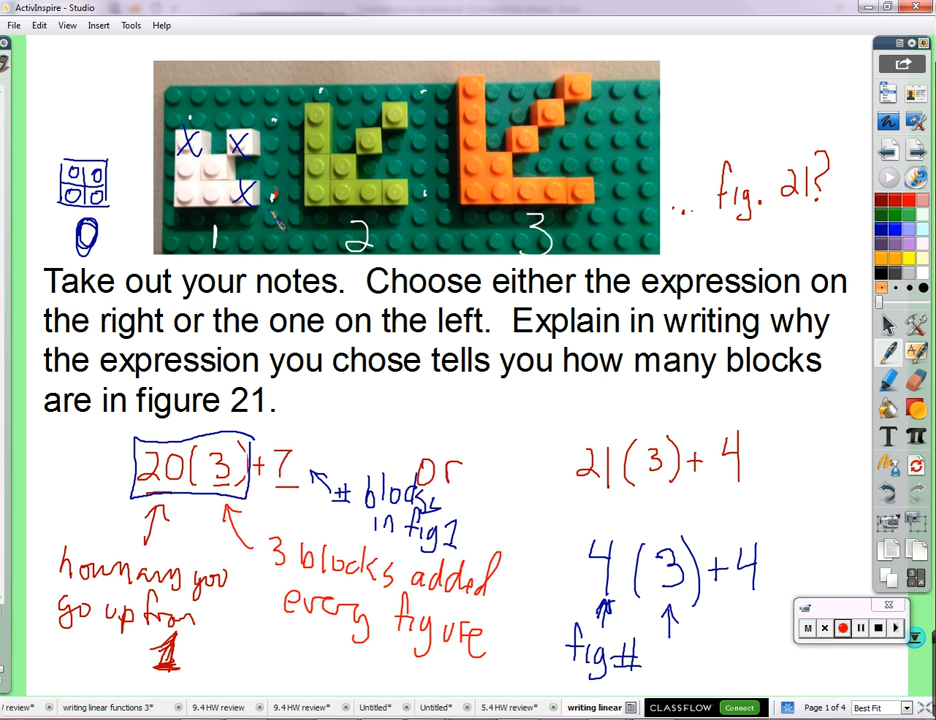 ActivInspire - Studio
File Edit View Insert Tools Help
x x
x
1 2 3
0
... fig. 21?
Take out your notes. Choose either the expression on
the right or the one on the left. Explain in writing why
the expression you chose tells you how many blocks
are in figure 21.
20(3)+7
or
21(3)+4
# blocks
in fig 1
how many you
go up from
1
3 blocks added
every figure
4(3)+4
fig#
M
review*
writing linear functions 3*
9.4 HW review
9.4 HW review*
Untitled*
Untitled*
5.4 HW review*
writing linear
CLASSFLOW
Connect
Page 1 of 4
Best Fit